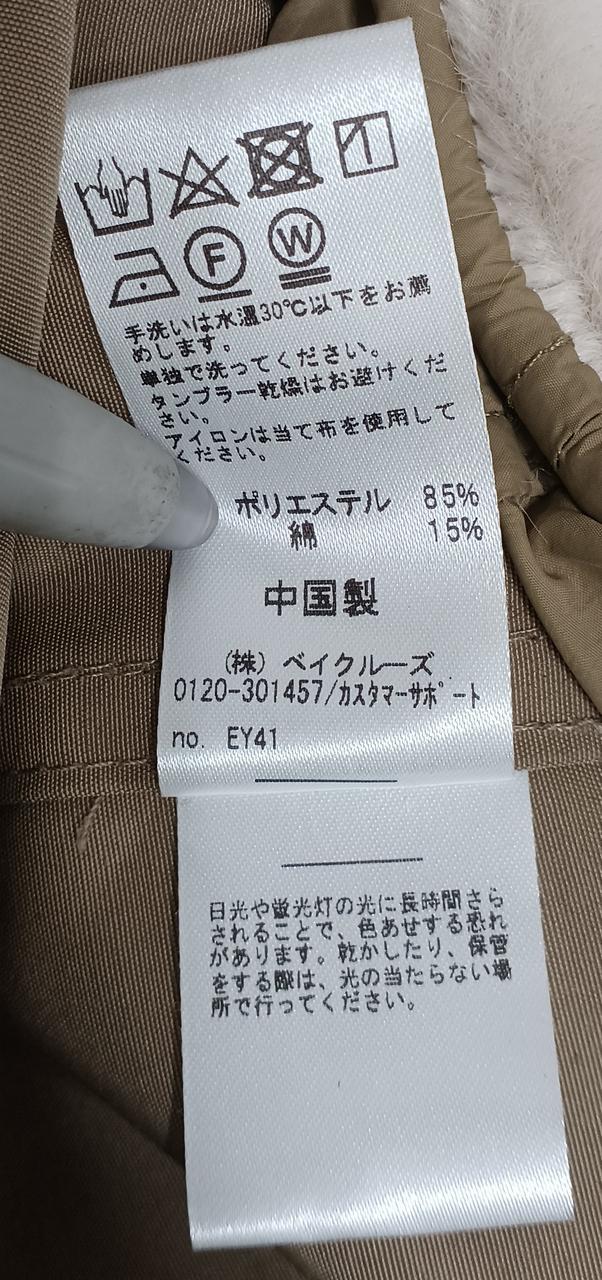 F W
手洗いは水温30℃以下をお薦
めします。
単独で洗ってください。
タンブラー乾燥はお避けくだ
さい。
アイロンは当て布を使用して
ください。
ポリエステル 85%
綿 15%
中国製
(株) ベイクルーズ
0120-301457/カスタマーサポート
no. EY41
日光や蛍光灯の光に長時間さら
されることで、色あせする恐れ
があります。乾かしたり、保管
をする際は、光の当たらない場
所で行ってください。